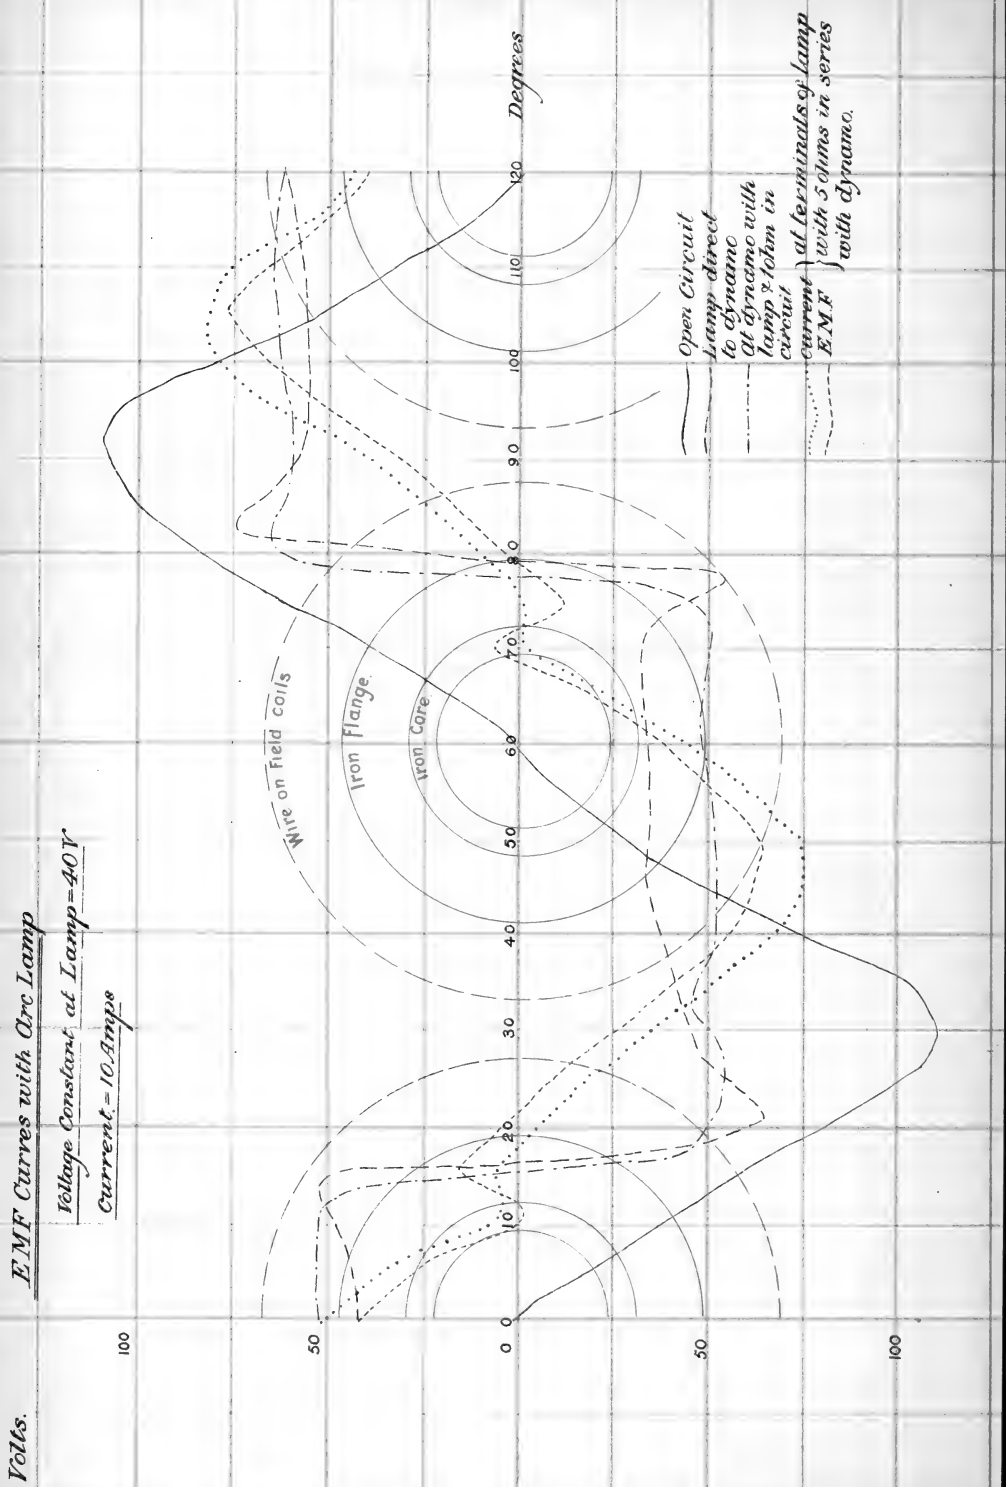 Volts.
EMF Curves with Arc Lamp
Voltage Constant at Lamp = 40 V
Current = 10 Amps
100
50
0
50
100
0
10
20
30
40
50
60
70
80
90
100
110
120
Degrees
Wire on Field coils
Iron Flange
Iron Core
Open Circuit
Lamp direct
to dynamo
at dynamo with
lamp & 1 ohm in
circuit
current } at terminals of lamp
EMF } with 5 ohms in series
with dynamo.